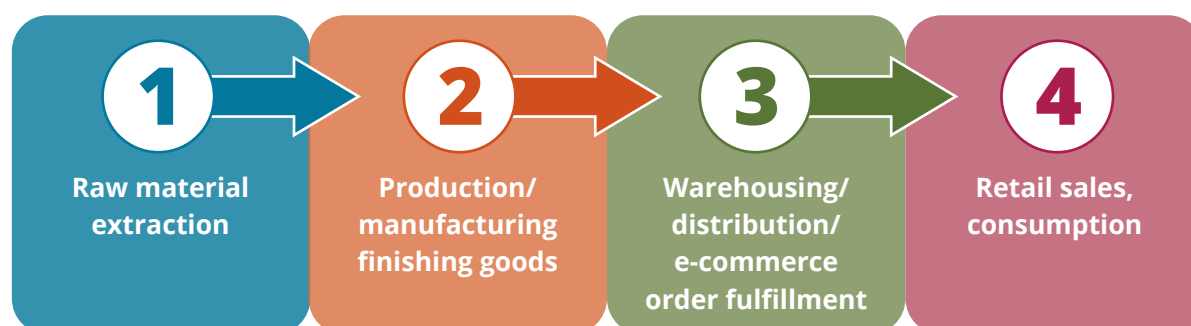 1
Raw material
extraction
2
Production/
manufacturing
finishing goods
3
Warehousing/
distribution/
e-commerce
order fulfillment
4
Retail sales,
consumption